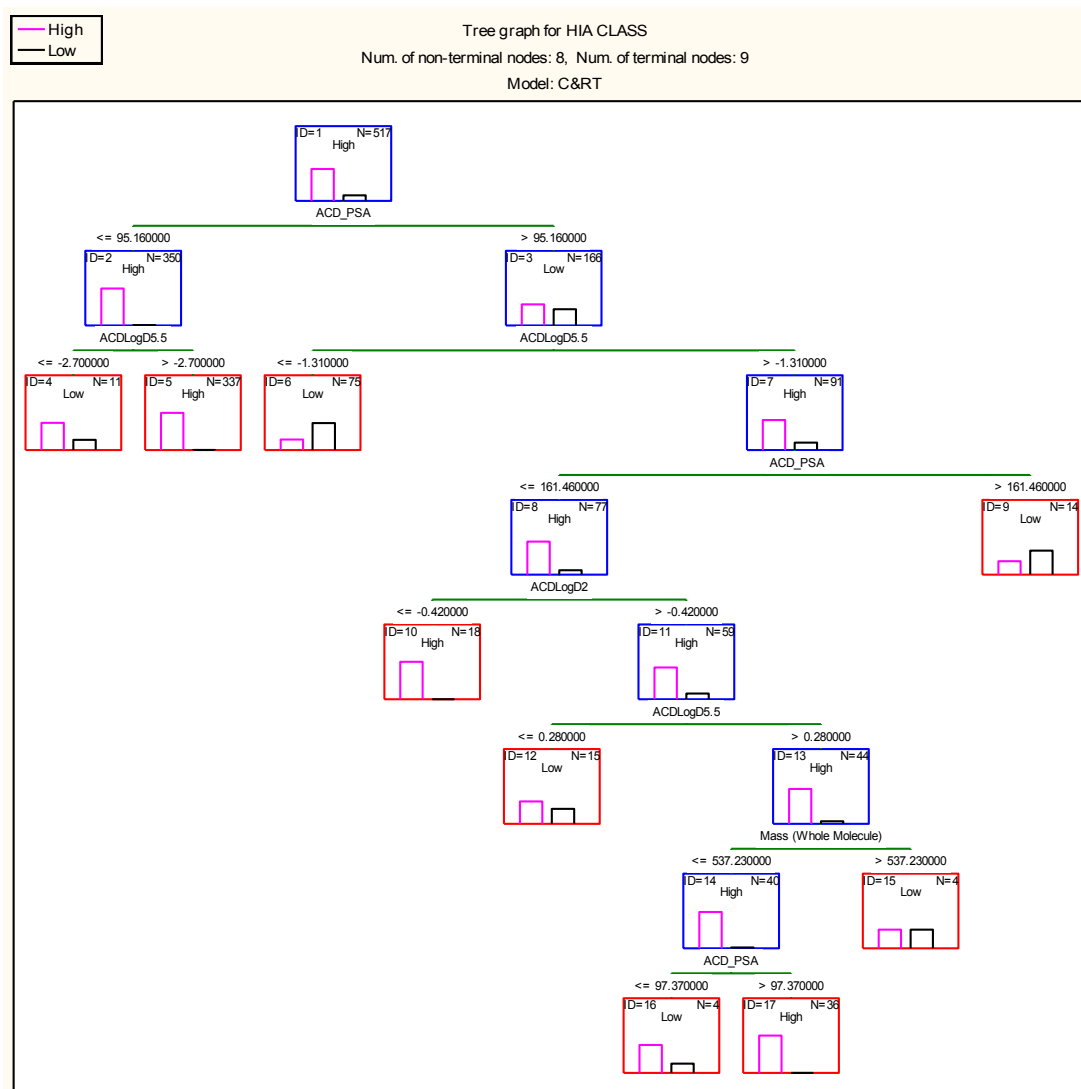 High
Low
Tree graph for HIA CLASS
Num. of non-terminal nodes: 8, Num. of terminal nodes: 9
Model: C&RT
ID=1 N=517
High
ACD_PSA
<= 95.160000 > 95.160000
ID=2 N=350 ID=3 N=166
High Low
ACDLogD5.5 ACDLogD5.5
<= -2.700000 > -2.700000 <= -1.310000 > -1.310000
ID=4 N=11 ID=5 N=337 ID=6 N=75 ID=7 N=91
Low High Low High
ACD_PSA
<= 161.460000 > 161.460000
ID=8 N=77 ID=9 N=14
High Low
ACDLogD2
<= -0.420000 > -0.420000
ID=10 N=18 ID=11 N=59
High High
ACDLogD5.5
<= 0.280000 > 0.280000
ID=12 N=15 ID=13 N=44
Low High
Mass (Whole Molecule)
<= 537.230000 > 537.230000
ID=14 N=40 ID=15 N=4
High Low
ACD_PSA
<= 97.370000 > 97.370000
ID=16 N=4 ID=17 N=36
Low High